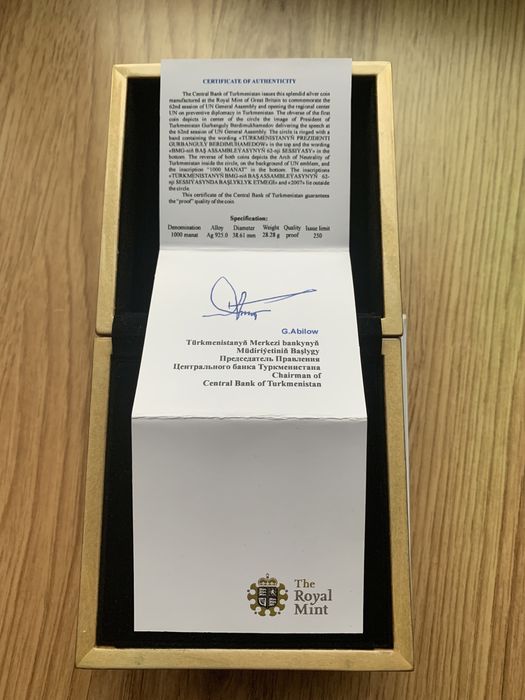 CERTIFICATE OF AUTHENTICITY
The Central Bank of Turkmenistan issues this splendid silver coin
manufactured at the Royal Mint of Great Britain to commemorate the
62nd session of UN General Assembly and opening the regional center
UN on preventive diplomacy in Turkmenistan. The obverse of the first
coin depicts in center of the circle the image of President of
Turkmenistan Gurbanguly Berdimuhamedov delivering the speech at
the 62nd session of UN General Assembly. The circle is ringed with a
band containing the wording «TÜRKMENISTANYŇ PREZIDENTI
GURBANGULY BERDIMUHAMEDOW» in the top and the wording
«BMG-niň BAŞ ASSAMBLEÝASYNYŇ 62-nji SESSIÝASY» in the
bottom. The reverse of both coins depicts the Arch of Neutrality of
Turkmenistan inside the circle, on the background of UN emblem, and
the inscription "1000 MANAT" in the bottom. The inscriptions
«TÜRKMENISTANYŇ BMG-niň BAŞ ASSAMBLEÝASYNYŇ 62-
nji SESSIÝASYNDA BAŞLYKLYK ETMEGI» and «2007» lie outside
the circle.
This certificate of the Central Bank of Turkmenistan guarantees
the "proof" quality of the coin.
Specification:
Denomination Alloy Diameter Weight Quality Issue limit
1000 manat Ag 925.0 38.61 mm 28.28 g proof 250
G.Abilow
Türkmenistanyň Merkezi bankynyň
Müdiriýetiniň Başlygy
Председатель Правления
Центрального банка Туркменистана
Chairman of
Central Bank of Turkmenistan
The
Royal
Mint